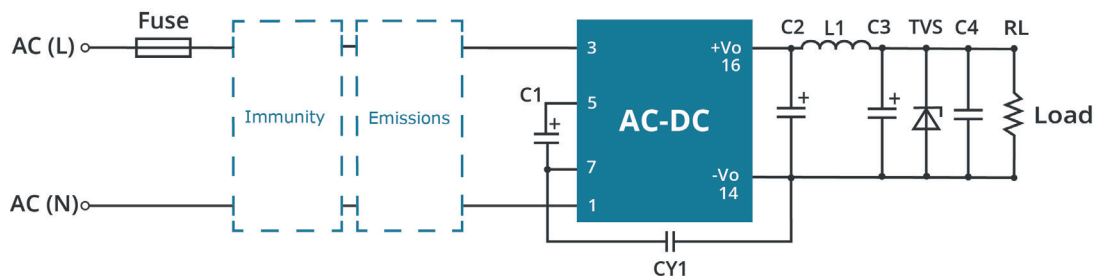 Fuse
AC (L)
Immunity
Emissions
C1
+
3
5
7
1
AC-DC
+Vo
16
-Vo
14
C2
L1
C3
TVS
C4
RL
+
+
Load
AC (N)
CY1